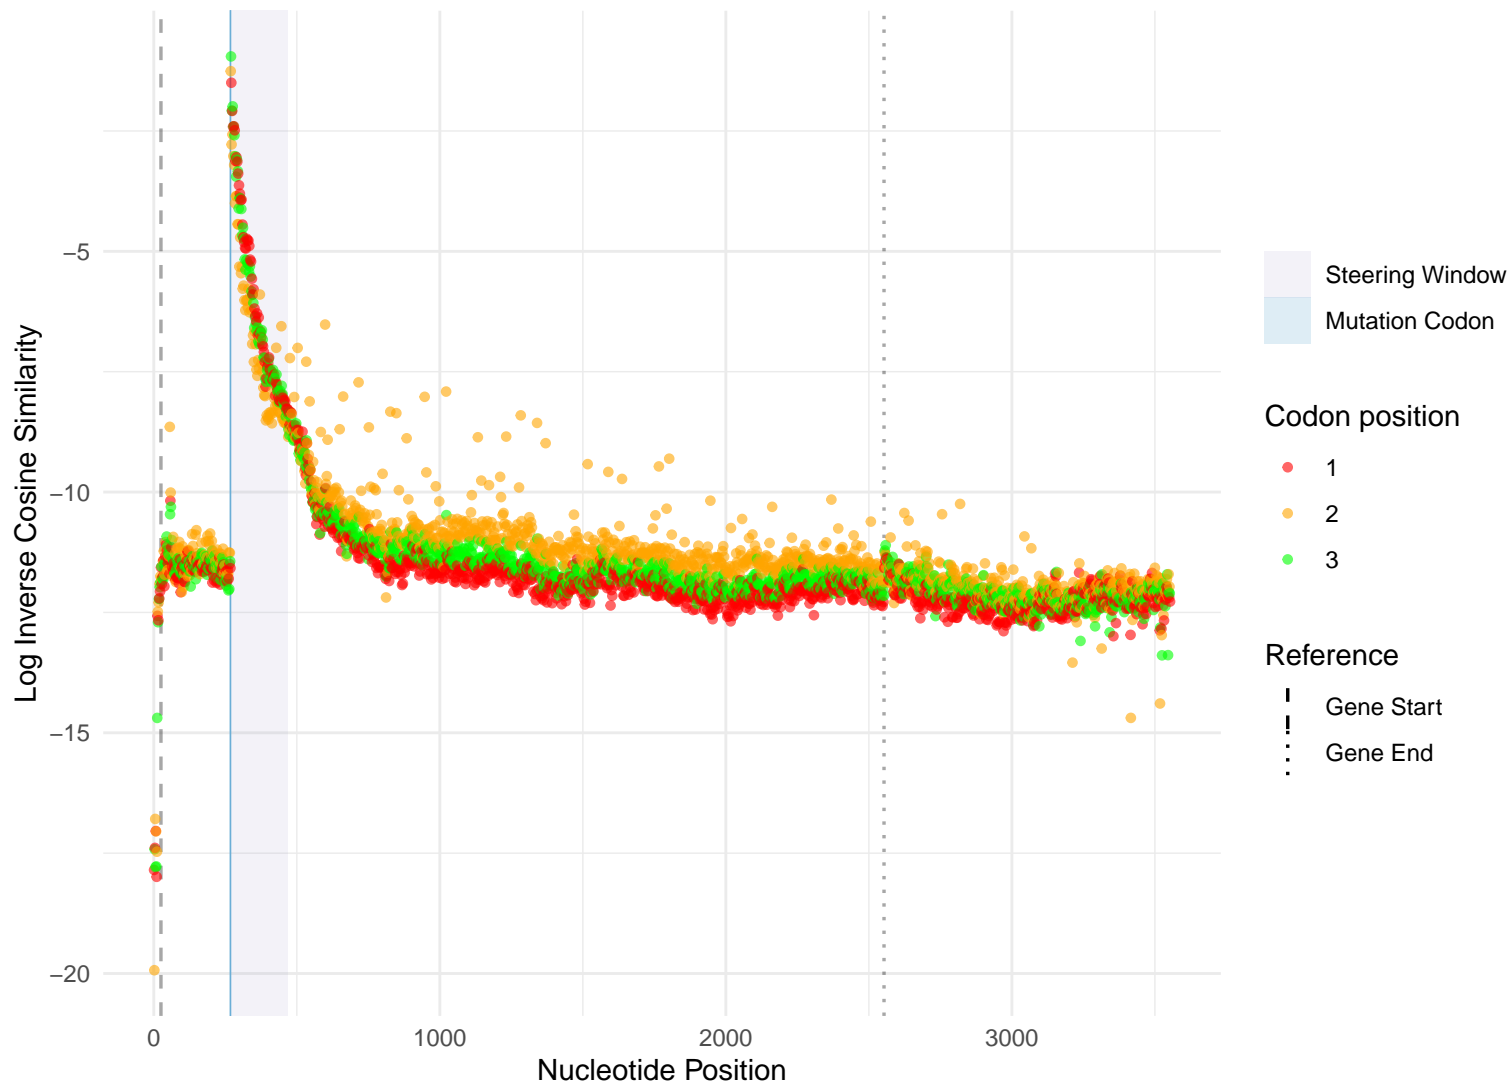 Log Inverse Cosine Similarity
−5
−10
−15
−20
0
1000
2000
3000
Nucleotide Position
Steering Window
Mutation Codon
Codon position
1
2
3
Reference
Gene Start
Gene End